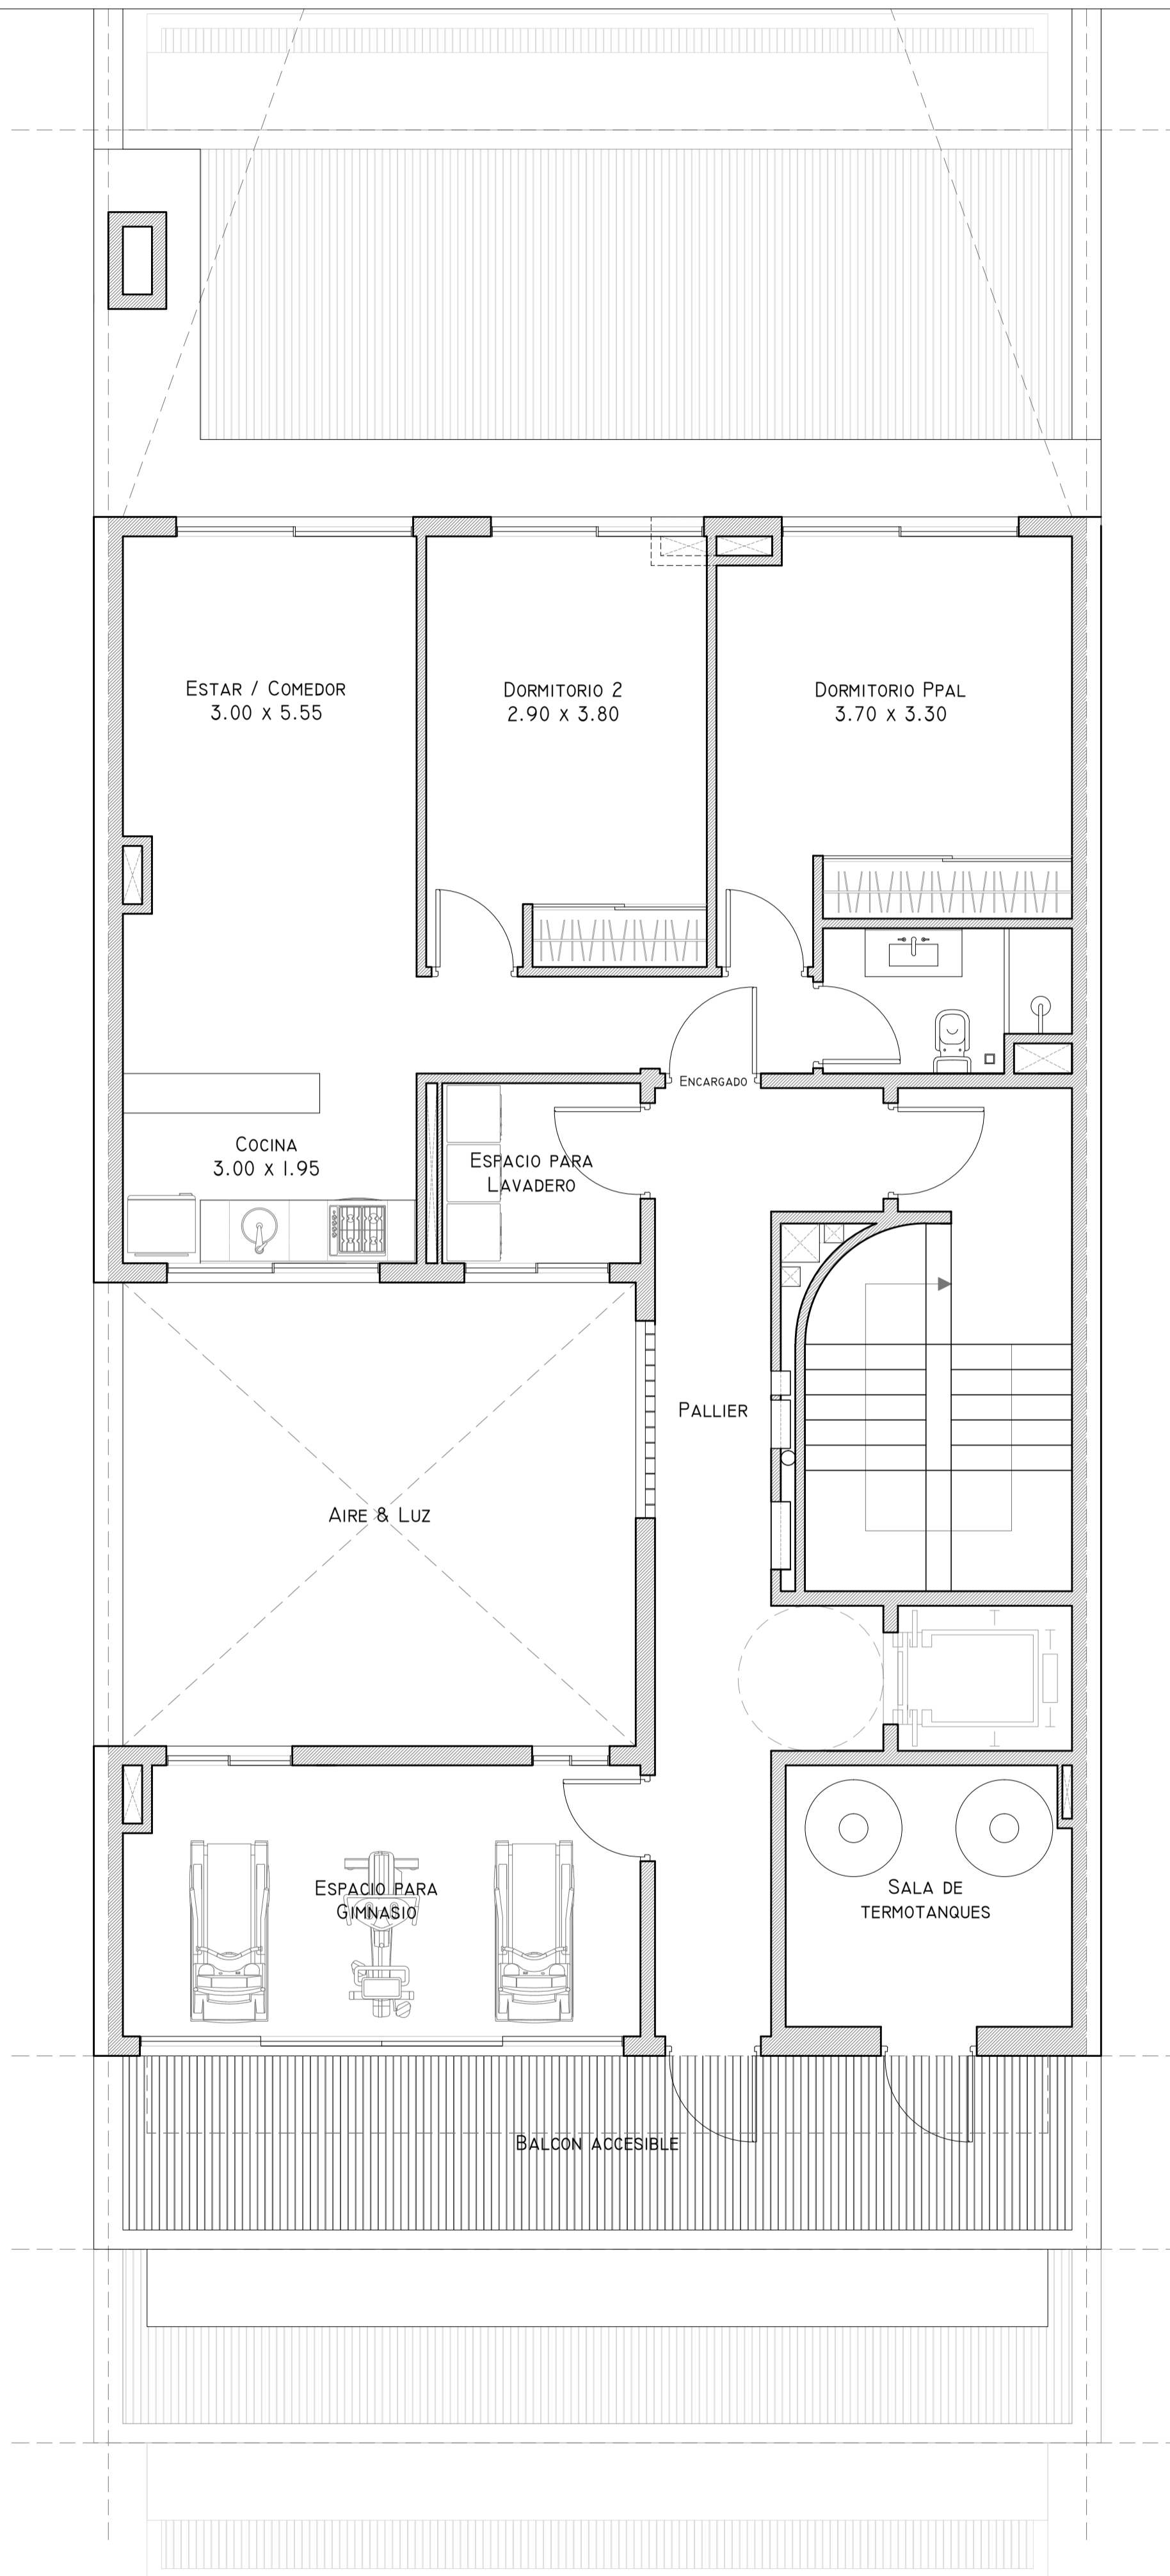 ESTAR / COMEDOR
3.00 X 5.55
DORMITORIO 2
2.90 X 3.80
DORMITORIO PPAL
3.70 X 3.30
ENCARGADO
COCINA
3.00 X 1.95
ESPACIO PARA
LAVADERO
PALLIER
AIRE & LUZ
ESPACIO PARA
GIMNASIO
SALA DE
TERMOTANQUES
BALCON ACCESIBLE